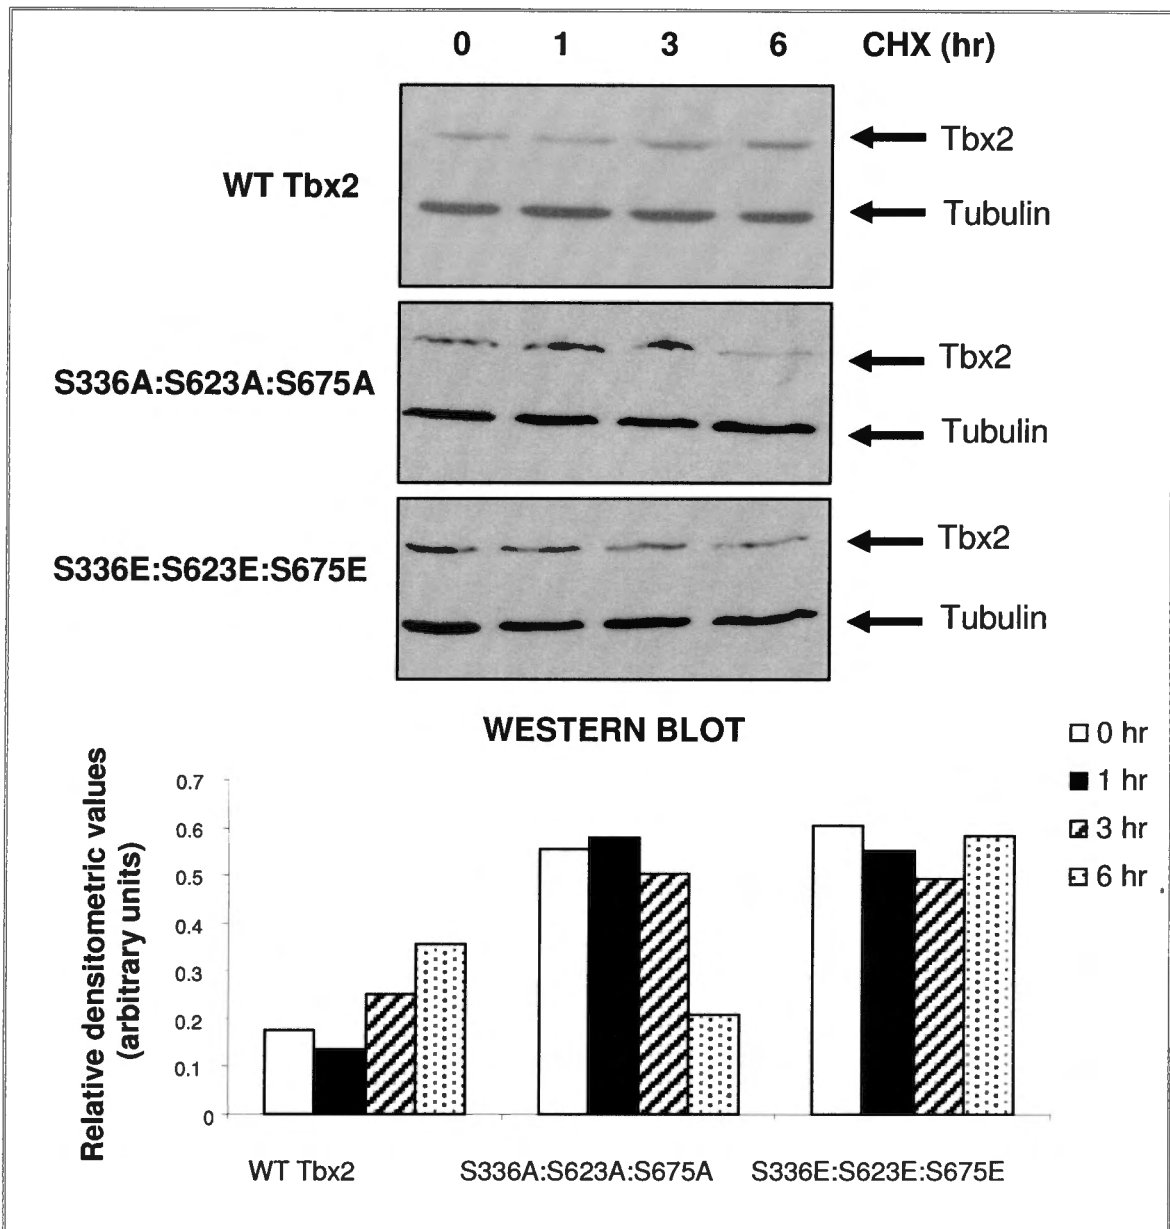 0 1 3 6 CHX (hr)
WT Tbx2
Tbx2
Tubulin
S336A:S623A:S675A
Tbx2
Tubulin
S336E:S623E:S675E
Tbx2
Tubulin
WESTERN BLOT
Relative densitometric values
(arbitrary units)
0.7
0.6
0.5
0.4
0.3
0.2
0.1
0
0 hr
1 hr
3 hr
6 hr
WT Tbx2
S336A:S623A:S675A
S336E:S623E:S675E